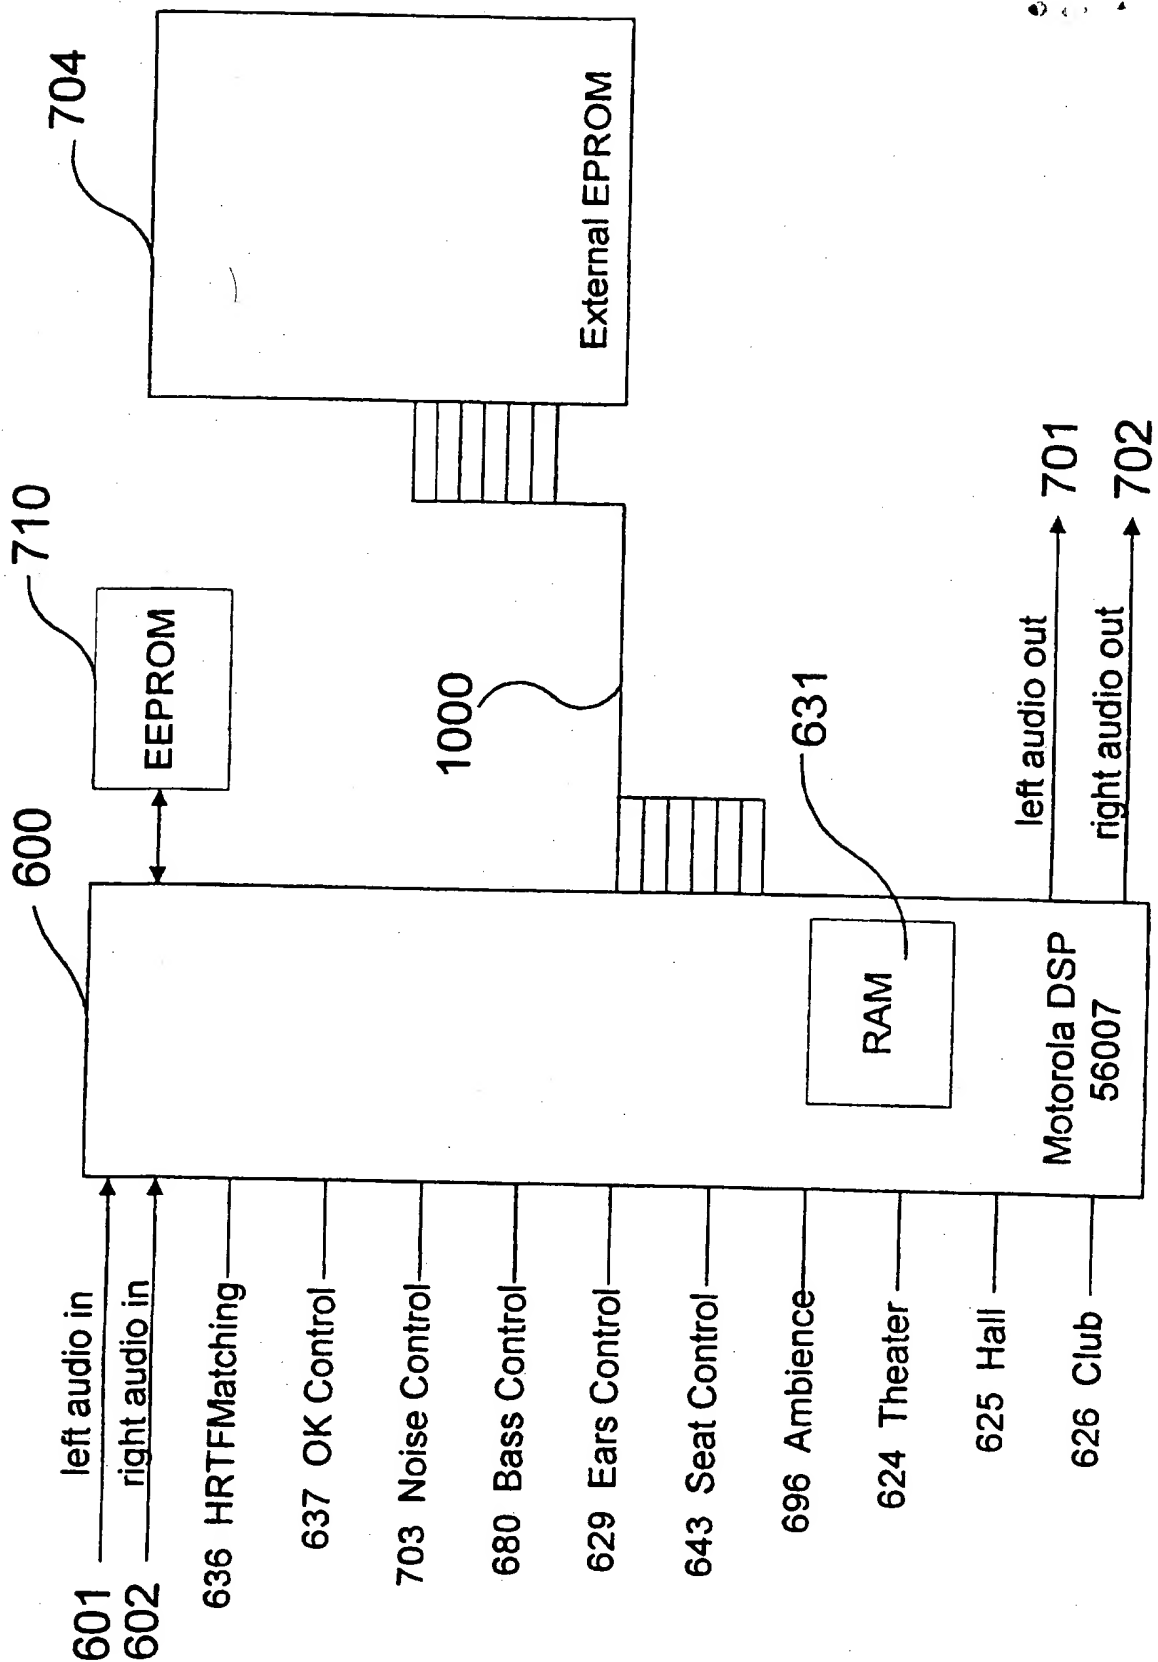 601
left audio in
602
right audio in
636 HRTFMatching
637 OK Control
703 Noise Control
680 Bass Control
629 Ears Control
643 Seat Control
696 Ambience
624 Theater
625 Hall
626 Club
600
RAM
631
Motorola DSP
56007
710
EEPROM
1000
704
External EPROM
left audio out
701
right audio out
702